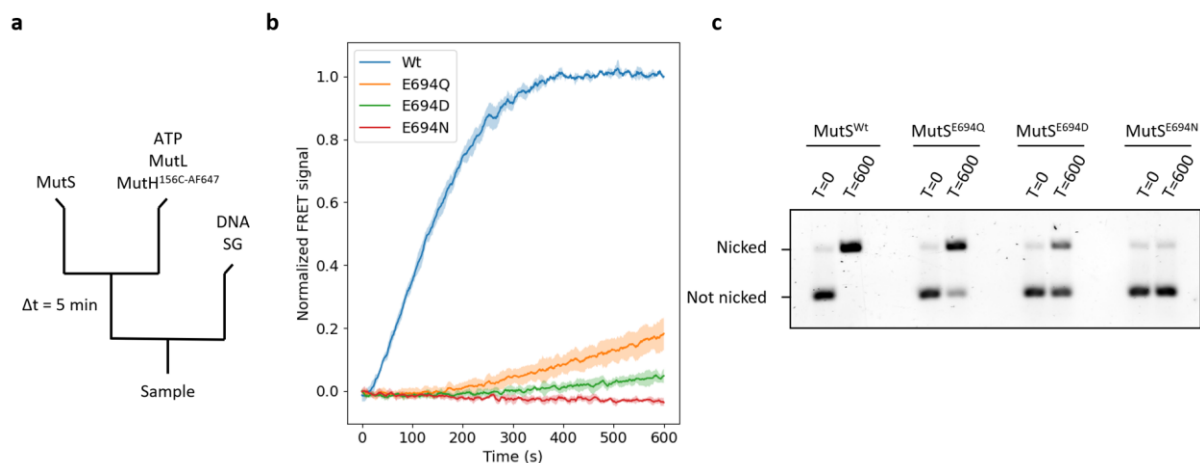 a
ATP
MutL
MutS
MutH156C-AF647
DNA
SG
Δt = 5 min
Sample
b
Normalized FRET signal
1.0
0.8
0.6
0.4
0.2
0.0
Wt
E694Q
E694D
E694N
0 100 200 300 400 500 600
Time (s)
c
MutSWt MutSE694Q MutSE694D MutSE694N
T=0 T=600 T=0 T=600 T=0 T=600 T=0 T=600
Nicked
Not nicked